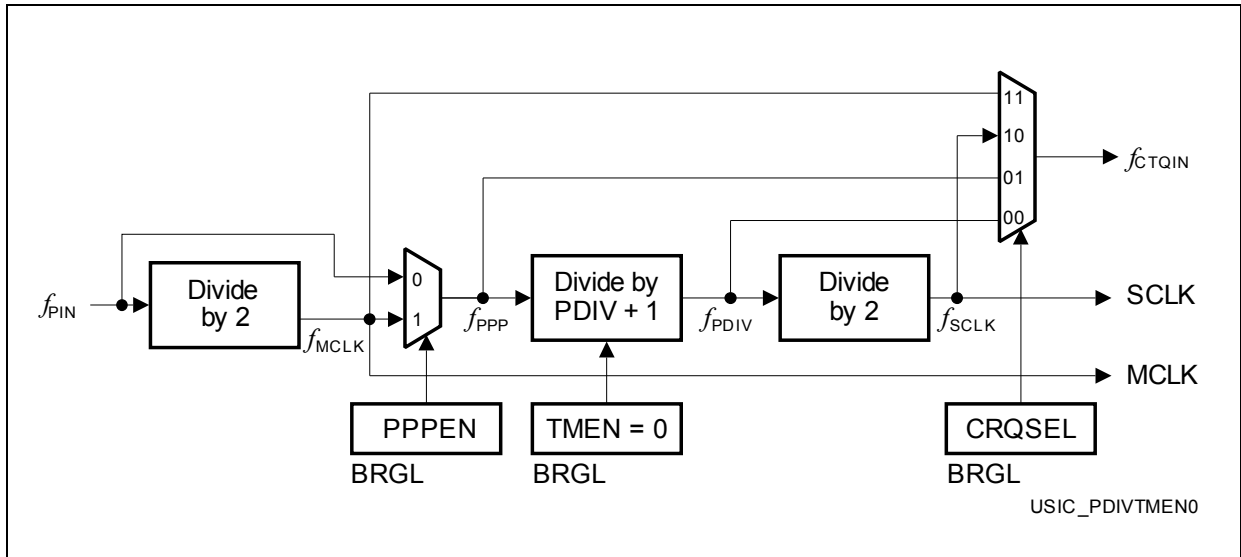 11
10
01
00
fCTQIN
fPIN
Divide
by 2
fMCLK
0
1
fPPP
Divide by
PDIV + 1
fPDIV
Divide
by 2
fSCLK
SCLK
MCLK
PPPEN
BRGL
TMEN = 0
BRGL
CRQSEL
BRGL
USIC_PDIVTMEN0